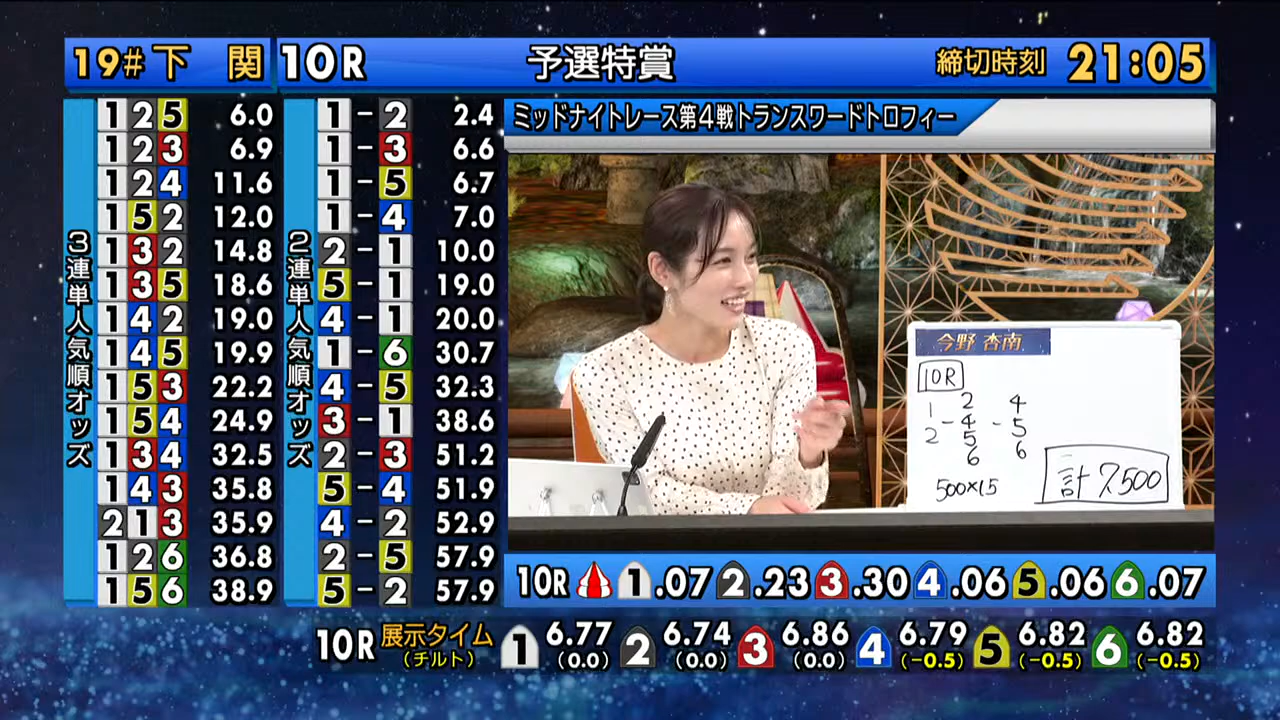 19# 下 関 10R 予選特賞 締切時刻 21:05
3連単人気順オッズ
1 2 5 6.0
1 2 3 6.9
1 2 4 11.6
1 5 2 12.0
1 3 2 14.8
1 3 5 18.6
1 4 2 19.0
1 4 5 19.9
1 5 3 22.2
1 5 4 24.9
1 3 4 32.5
1 4 3 35.8
2 1 3 35.9
1 2 6 36.8
1 5 6 38.9
2連単人気順オッズ
1-2 2.4
1-3 6.6
1-5 6.7
1-4 7.0
2-1 10.0
5-1 19.0
4-1 20.0
1-6 30.7
4-5 32.3
3-1 38.6
2-3 51.2
5-4 51.9
4-2 52.9
2-5 57.9
5-2 57.9
ミッドナイトレース第4戦トランスワードトロフィー
今野 杏南
10R
2 4
1 - 4 - 5
2 5 6
6
500×15
計7,500
10R 1 .07 2 .23 3 .30 4 .06 5 .06 6 .07
10R 展示タイム 1 6.77 2 6.74 3 6.86 4 6.79 5 6.82 6 6.82
(チルト) (0.0) (0.0) (0.0) (-0.5) (-0.5) (-0.5)